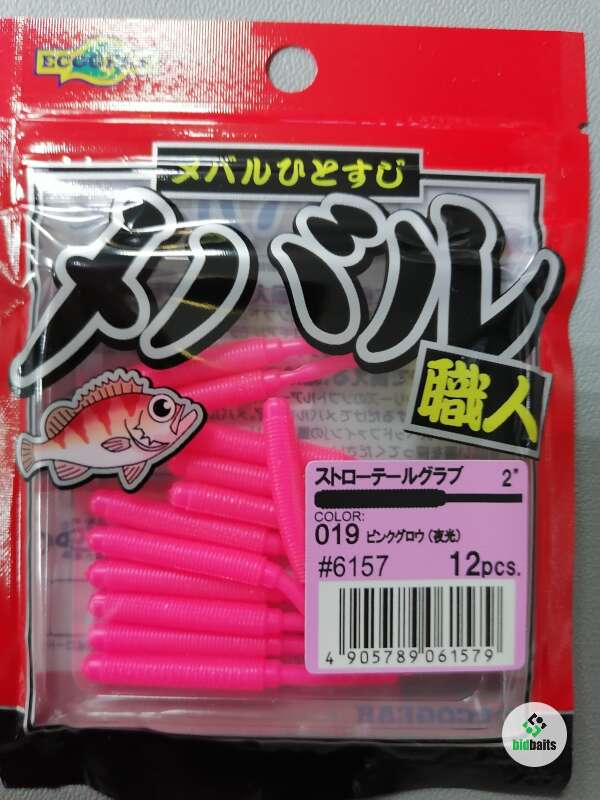 ECOGEAR
メバルひとすじ
メバル
職人
ストローテールグラブ 2"
COLOR:
019 ピンクグロウ(夜光)
#6157 12pcs.
4 905789 061579
ECOGEAR
bidbaits